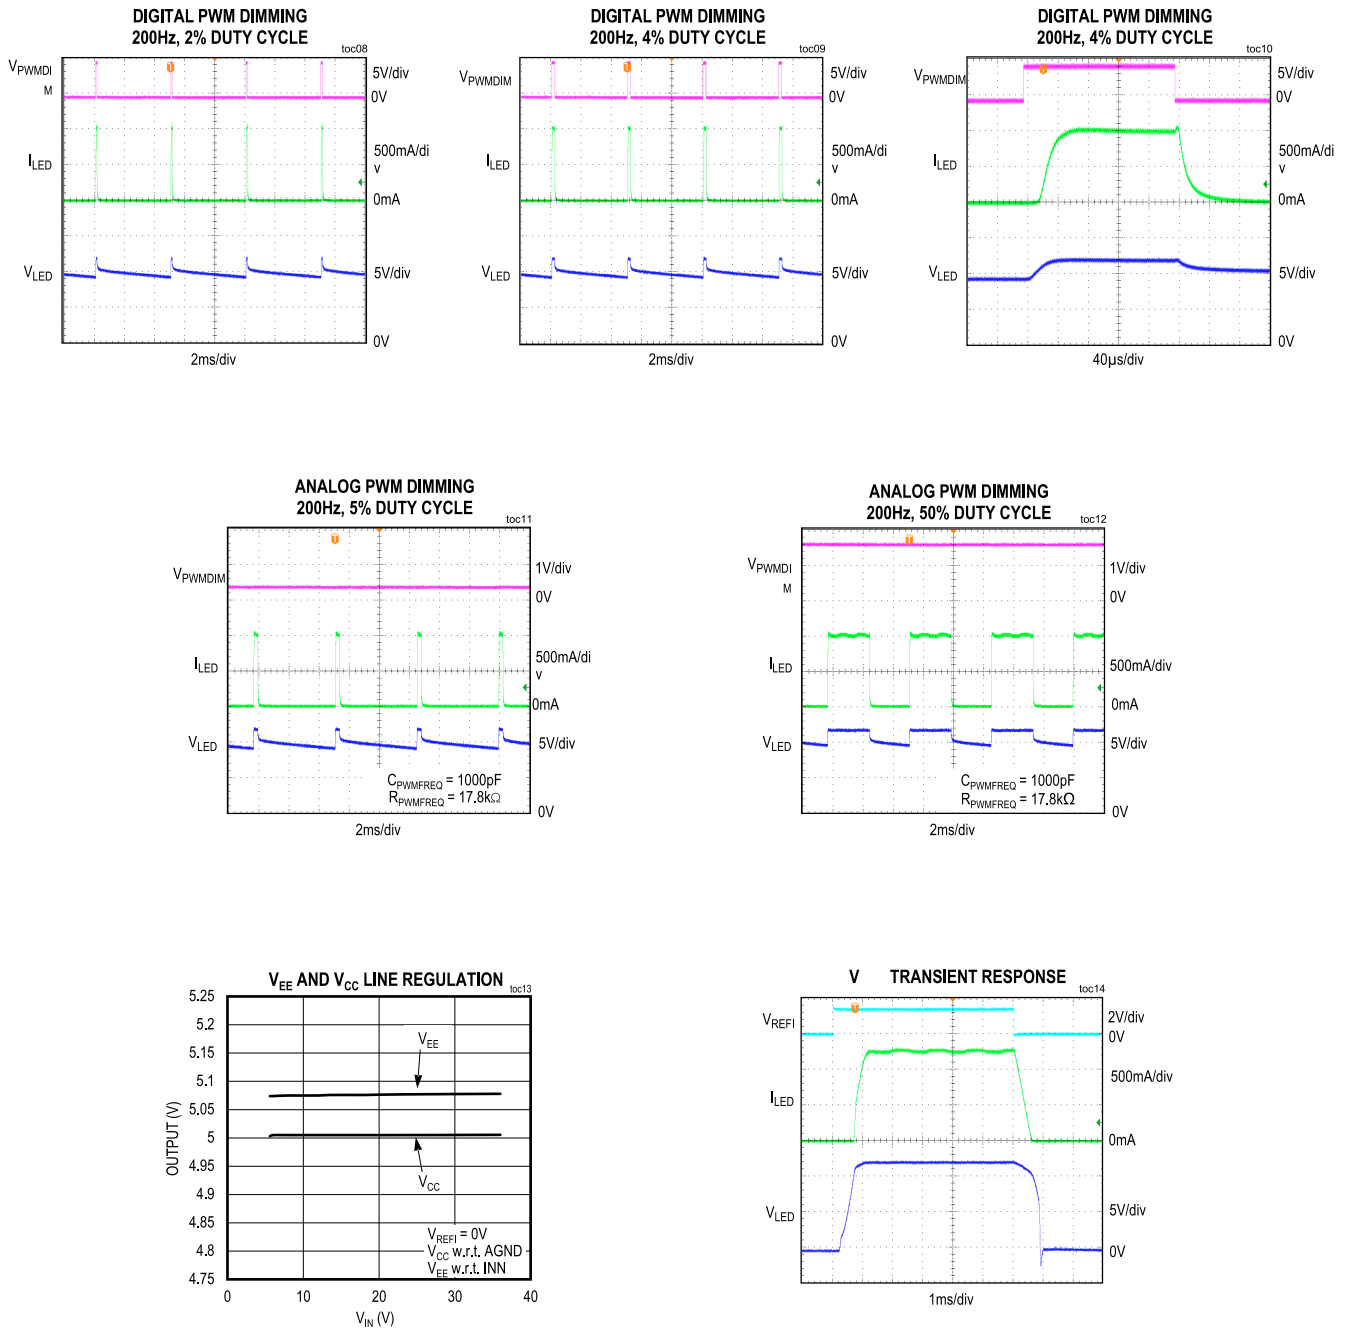 DIGITAL PWM DIMMING
200Hz, 2% DUTY CYCLE
toc08
VPWMDI
M
5V/div
0V
ILED
500mA/di
v
0mA
VLED
5V/div
0V
2ms/div
DIGITAL PWM DIMMING
200Hz, 4% DUTY CYCLE
toc09
VPWMDIM
5V/div
0V
ILED
500mA/di
v
0mA
VLED
5V/div
0V
2ms/div
DIGITAL PWM DIMMING
200Hz, 4% DUTY CYCLE
toc10
VPWMDIM
5V/div
0V
ILED
500mA/di
v
0mA
VLED
5V/div
0V
40µs/div
ANALOG PWM DIMMING
200Hz, 5% DUTY CYCLE
toc11
VPWMDIM
1V/div
0V
ILED
500mA/di
v
0mA
VLED
5V/div
CPWMFREQ = 1000pF
RPWMFREQ = 17.8kΩ
0V
2ms/div
ANALOG PWM DIMMING
200Hz, 50% DUTY CYCLE
toc12
VPWMDI
M
1V/div
0V
ILED
500mA/div
0mA
VLED
5V/div
CPWMFREQ = 1000pF
RPWMFREQ = 17.8kΩ
0V
2ms/div
VEE AND VCC LINE REGULATION
toc13
OUTPUT (V)
5.25
5.2
5.15
5.1
5.05
5
4.95
4.9
4.85
4.8
4.75
VEE
VCC
VREFI = 0V
VCC w.r.t. AGND
VEE w.r.t. INN
0 10 20 30 40
VIN (V)
V TRANSIENT RESPONSE
toc14
VREFI
2V/div
0V
500mA/div
ILED
0mA
VLED
5V/div
0V
1ms/div